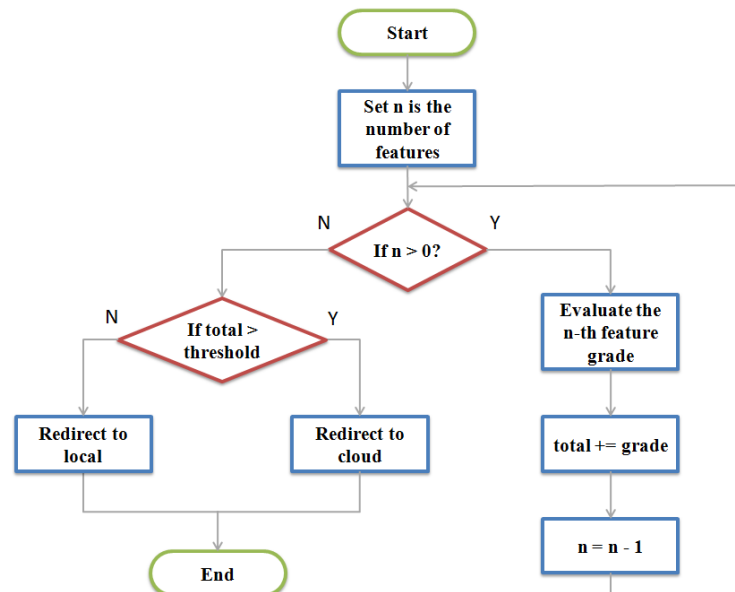 Start
Set n is the
number of
features
N
Y
If n > 0?
N
If total >
threshold
Y
Evaluate the
n-th feature
grade
Redirect to
local
Redirect to
cloud
total += grade
n = n - 1
End